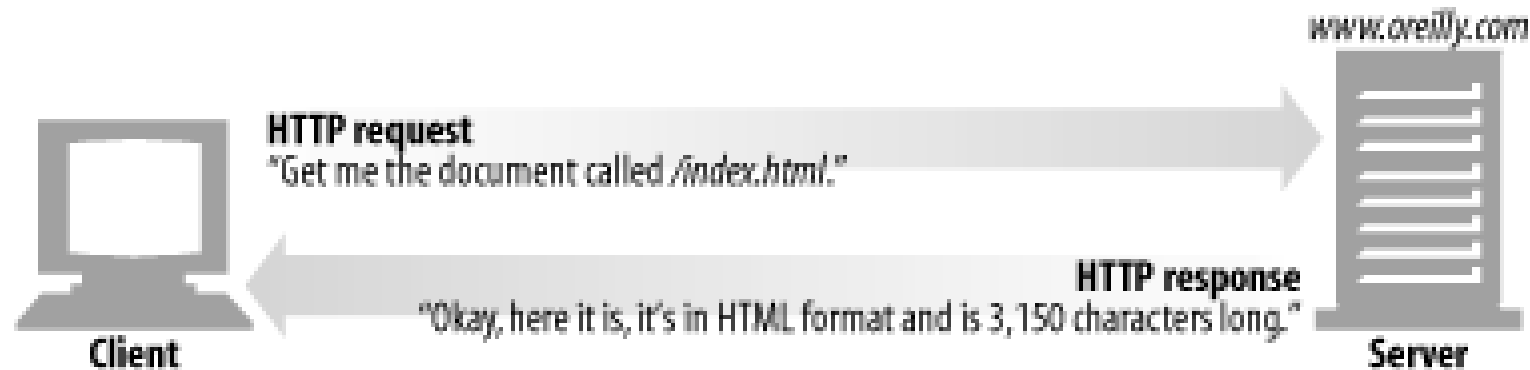 www.oreilly.com
HTTP request
"Get me the document called /index.html."
HTTP response
"Okay, here it is, it's in HTML format and is 3,150 characters long."
Client
Server